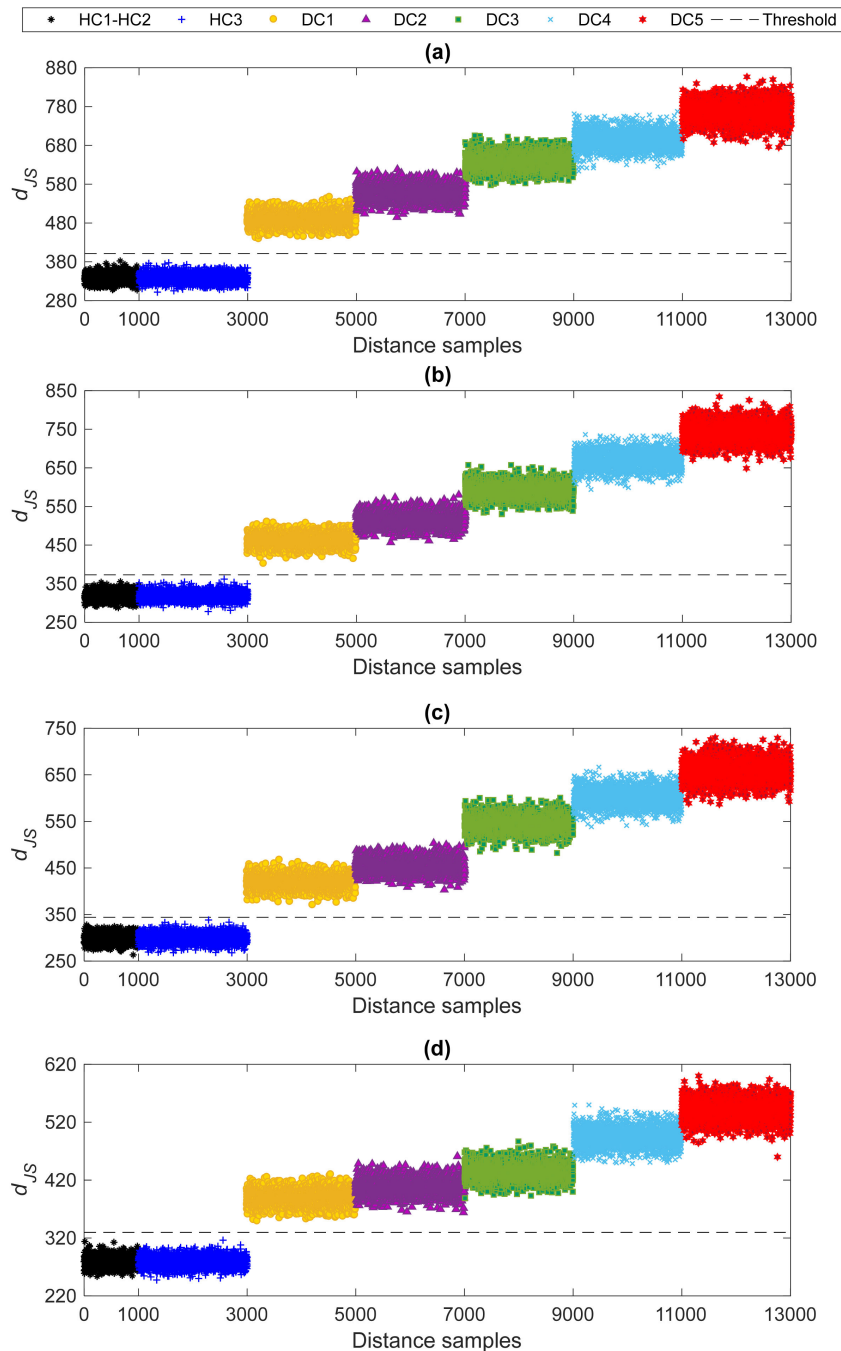 HC1-HC2 HC3 DC1 DC2 DC3 DC4 DC5 Threshold
(a)
880
780
680
580
480
380
280
d_JS
0 1000 3000 5000 7000 9000 11000 13000
Distance samples
(b)
850
750
650
550
450
350
250
d_JS
0 1000 3000 5000 7000 9000 11000 13000
Distance samples
(c)
750
650
550
450
350
250
d_JS
0 1000 3000 5000 7000 9000 11000 13000
Distance samples
(d)
620
520
420
320
220
d_JS
0 1000 3000 5000 7000 9000 11000 13000
Distance samples